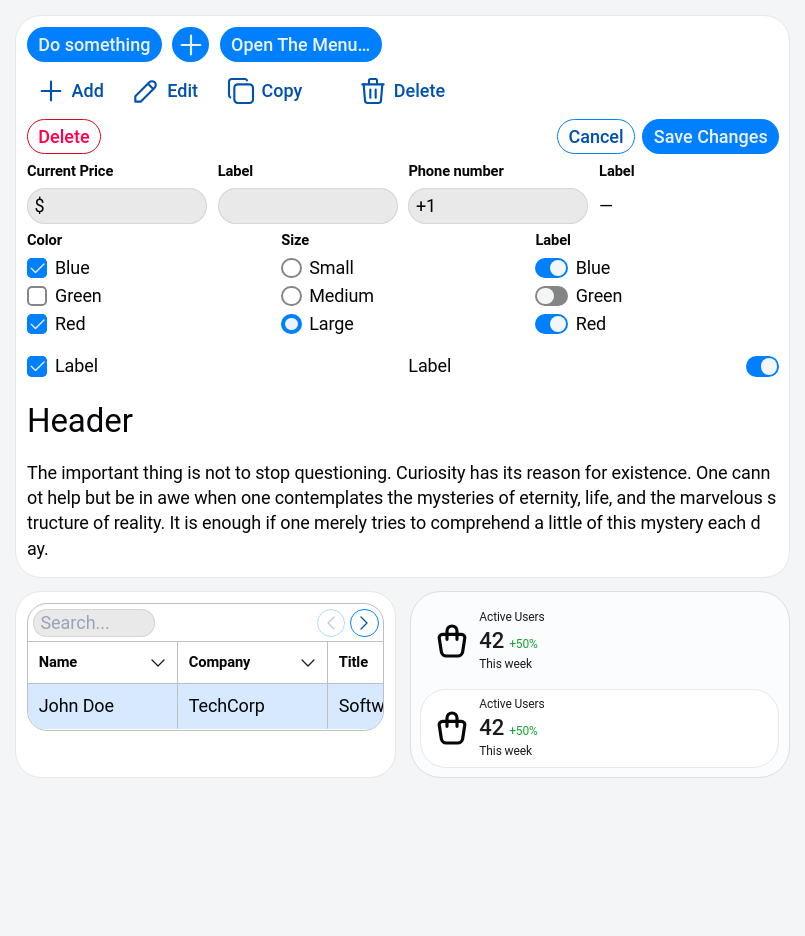 Do something Open The Menu…
Add Edit Copy Delete
Delete Cancel Save Changes
Current Price Label Phone number Label
$ +1 —
Color Size Label
Blue Small Blue
Green Medium Green
Red Large Red
Label Label
Header
The important thing is not to stop questioning. Curiosity has its reason for existence. One cann
ot help but be in awe when one contemplates the mysteries of eternity, life, and the marvelous s
tructure of reality. It is enough if one merely tries to comprehend a little of this mystery each d
ay.
Search...
Name Company Title
John Doe TechCorp Softw
Active Users
42 +50%
This week
Active Users
42 +50%
This week